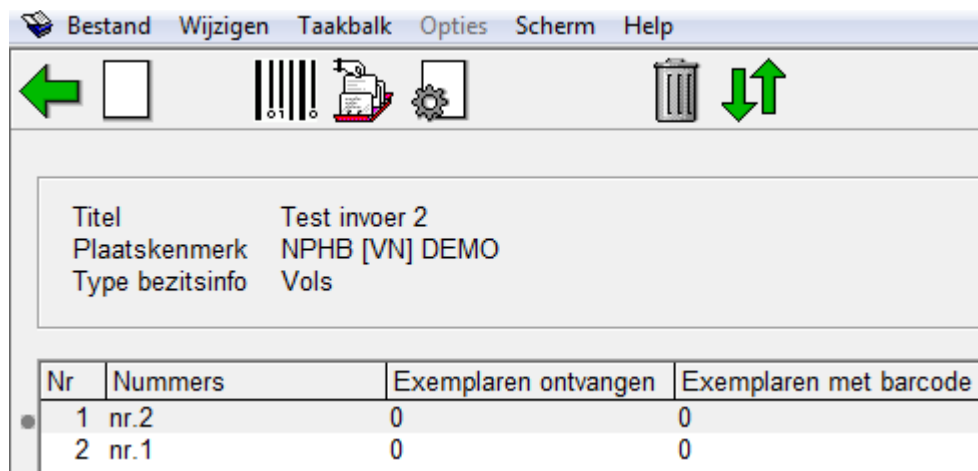 Bestand Wijzigen Taakbalk Opties Scherm Help
Titel Test invoer 2
Plaatskenmerk NPHB [VN] DEMO
Type bezitsinfo Vols
Nr Nummers Exemplaren ontvangen Exemplaren met barcode
1 nr.2 0 0
2 nr.1 0 0